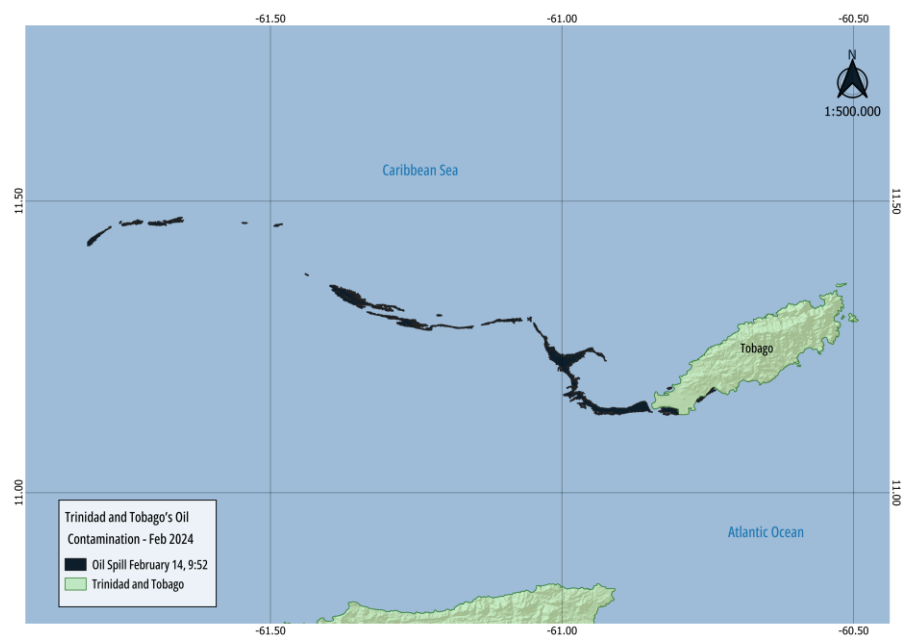 -61.50 -61.00 -60.50
N
1:500.000
Caribbean Sea
11.50 11.50
Tobago
11.00 11.00
Trinidad and Tobago's Oil
Contamination - Feb 2024
Oil Spill February 14, 9:52
Trinidad and Tobago
Atlantic Ocean
-61.50 -61.00 -60.50